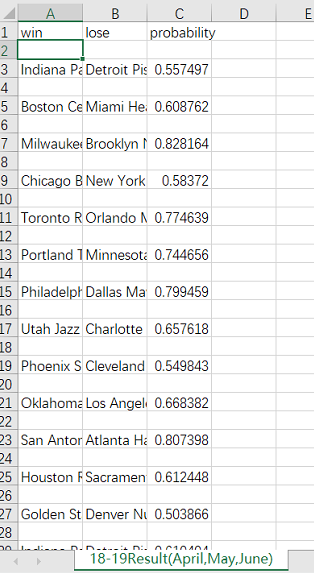 A B C D E
1 win lose probability
2
3 Indiana Pa Detroit Pis 0.557497
4
5 Boston Ce Miami Hea 0.608762
6
7 Milwaukee Brooklyn N 0.828164
8
9 Chicago B New York 0.58372
10
11 Toronto R Orlando M 0.774639
12
13 Portland T Minnesota 0.744656
14
15 Philadelph Dallas Ma 0.799459
16
17 Utah Jazz Charlotte 0.657618
18
19 Phoenix S Cleveland 0.549843
20
21 Oklahoma Los Angel 0.668382
22
23 San Anton Atlanta Ha 0.807398
24
25 Houston R Sacramen 0.612448
26
27 Golden St Denver Nu 0.503866
28
18-19Result(April,May,June)